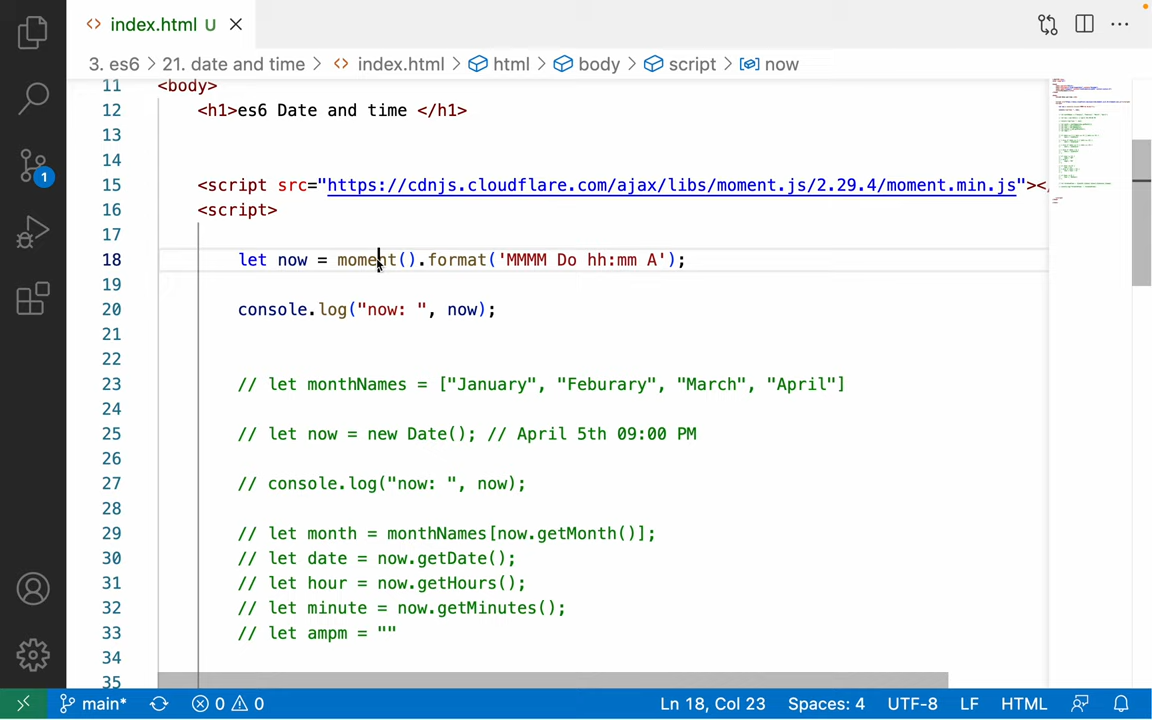 index.html U
3. es6 > 21. date and time > index.html > html > body > script > now
11 <body>
12 <h1>es6 Date and time </h1>
13
14
15 <script src="https://cdnjs.cloudflare.com/ajax/libs/moment.js/2.29.4/moment.min.js"></
16 <script>
17
18 let now = moment().format('MMMM Do hh:mm A');
19
20 console.log("now: ", now);
21
22
23 // let monthNames = ["January", "Feburary", "March", "April"]
24
25 // let now = new Date(); // April 5th 09:00 PM
26
27 // console.log("now: ", now);
28
29 // let month = monthNames[now.getMonth()];
30 // let date = now.getDate();
31 // let hour = now.getHours();
32 // let minute = now.getMinutes();
33 // let ampm = ""
34
35
1
main* 0 0 Ln 18, Col 23 Spaces: 4 UTF-8 LF HTML